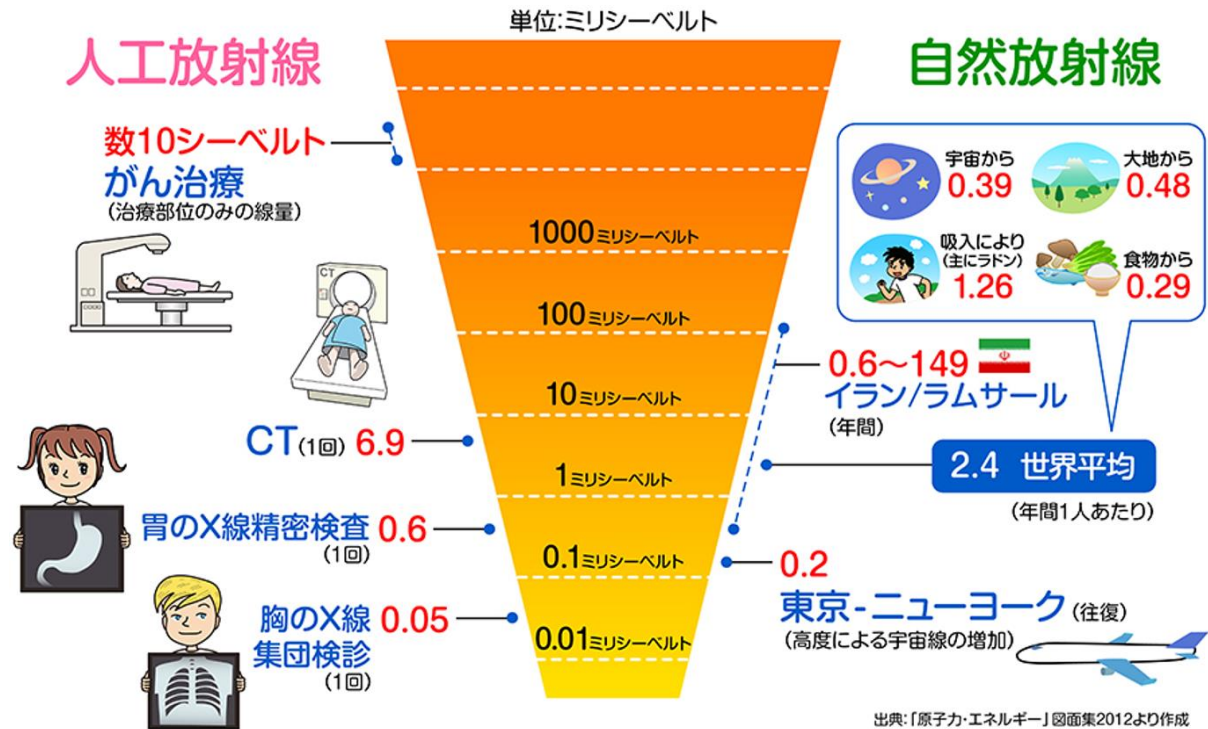 単位:ミリシーベルト
人工放射線
数10シーベルト
がん治療
(治療部位のみの線量)
CT
CT(1回) 6.9
胃のX線精密検査 0.6
(1回)
胸のX線 0.05
集団検診
(1回)
1000ミリシーベルト
100ミリシーベルト
10ミリシーベルト
1ミリシーベルト
0.1ミリシーベルト
0.01ミリシーベルト
自然放射線
宇宙から
0.39
大地から
0.48
吸入により
(主にラドン)
1.26
食物から
0.29
0.6〜149
イラン/ラムサール
(年間)
2.4 世界平均
(年間1人あたり)
0.2
東京-ニューヨーク(往復)
(高度による宇宙線の増加)
出典:「原子力・エネルギー」図面集2012より作成